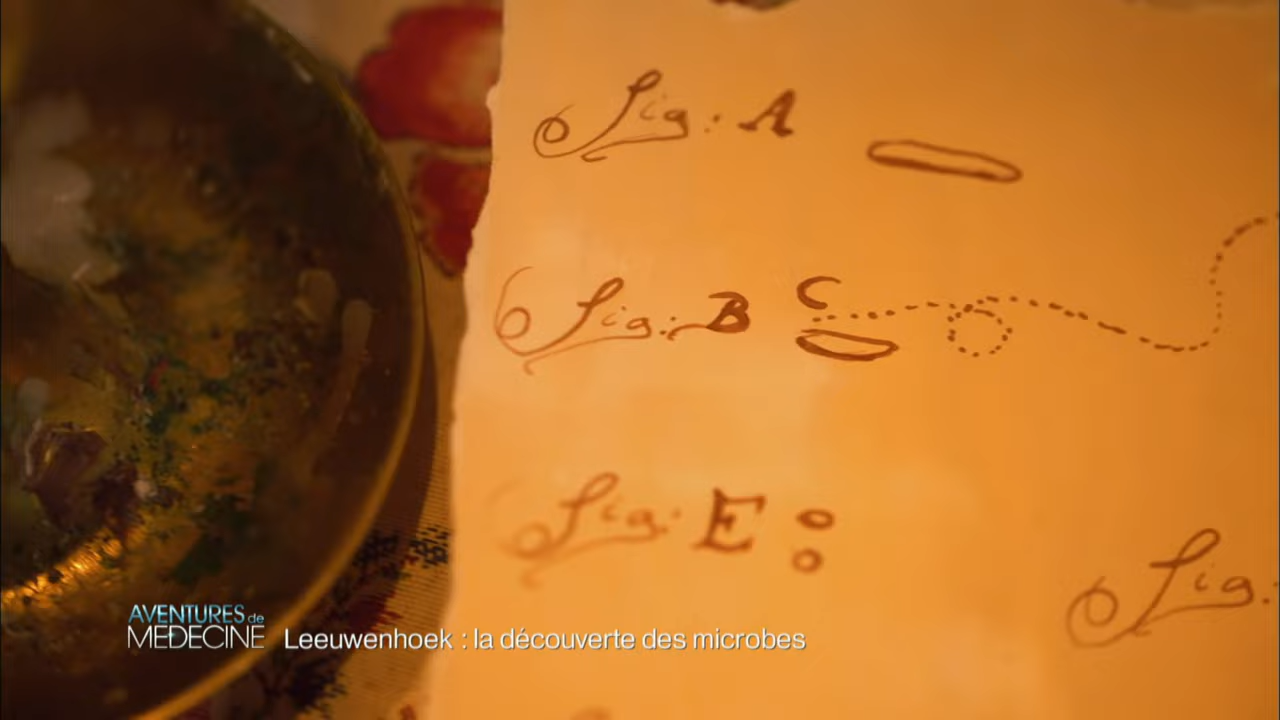 Fig: A
Fig: B C
Fig: E
Fig:
AVENTURES de
MEDECINE
Leeuwenhoek : la découverte des microbes